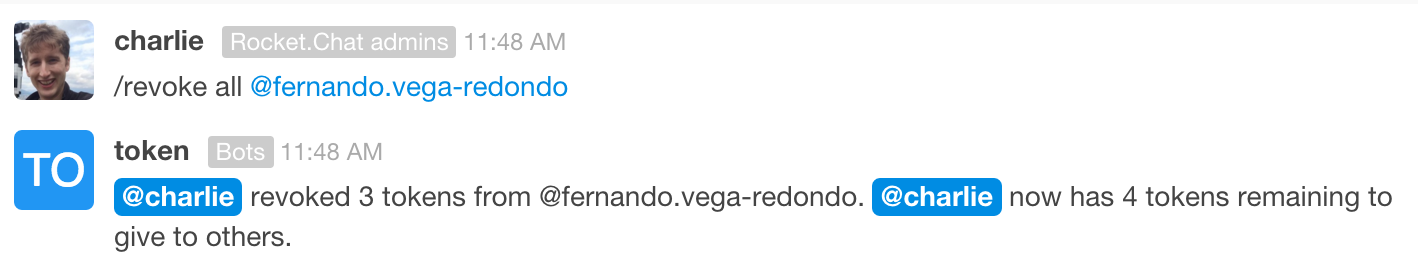 charlie Rocket.Chat admins 11:48 AM
/revoke all @fernando.vega-redondo
TO
token Bots 11:48 AM
@charlie revoked 3 tokens from @fernando.vega-redondo. @charlie now has 4 tokens remaining to
give to others.